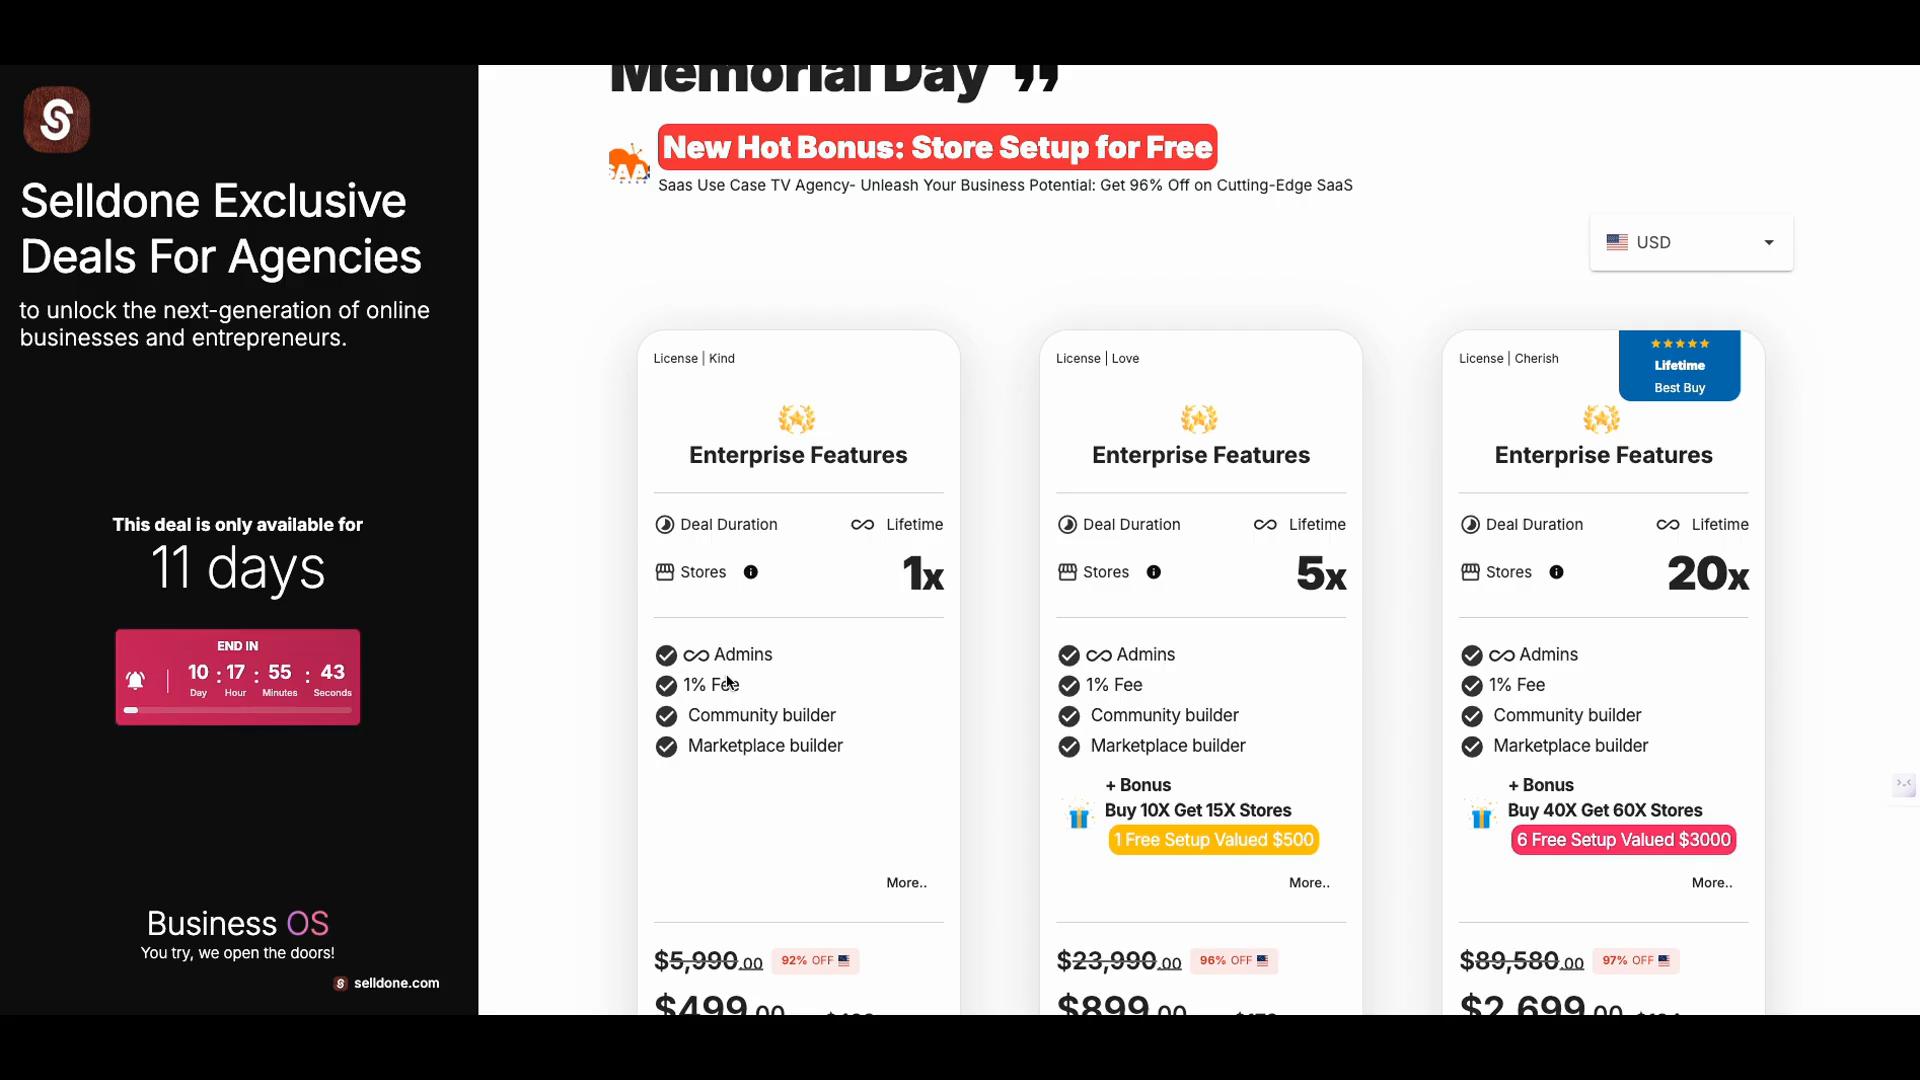 Selldone Exclusive
Deals For Agencies
to unlock the next-generation of online
businesses and entrepreneurs.
This deal is only available for
11 days
END IN
10 : 17 : 55 : 43
Day Hour Minutes Seconds
Business OS
You try, we open the doors!
selldone.com
Memorial Day ”
New Hot Bonus: Store Setup for Free
Saas Use Case TV Agency- Unleash Your Business Potential: Get 96% Off on Cutting-Edge SaaS
USD
License | Kind
Enterprise Features
Deal Duration ∞ Lifetime
Stores 1x
∞ Admins
1% Fee
Community builder
Marketplace builder
More..
$5,990.00 92% OFF
$499.00
License | Love
Enterprise Features
Deal Duration ∞ Lifetime
Stores 5x
∞ Admins
1% Fee
Community builder
Marketplace builder
+ Bonus
Buy 10X Get 15X Stores
1 Free Setup Valued $500
More..
$23,990.00 96% OFF
$899.00
License | Cherish
Lifetime
Best Buy
Enterprise Features
Deal Duration ∞ Lifetime
Stores 20x
∞ Admins
1% Fee
Community builder
Marketplace builder
+ Bonus
Buy 40X Get 60X Stores
6 Free Setup Valued $3000
More..
$89,580.00 97% OFF
$2,699.00